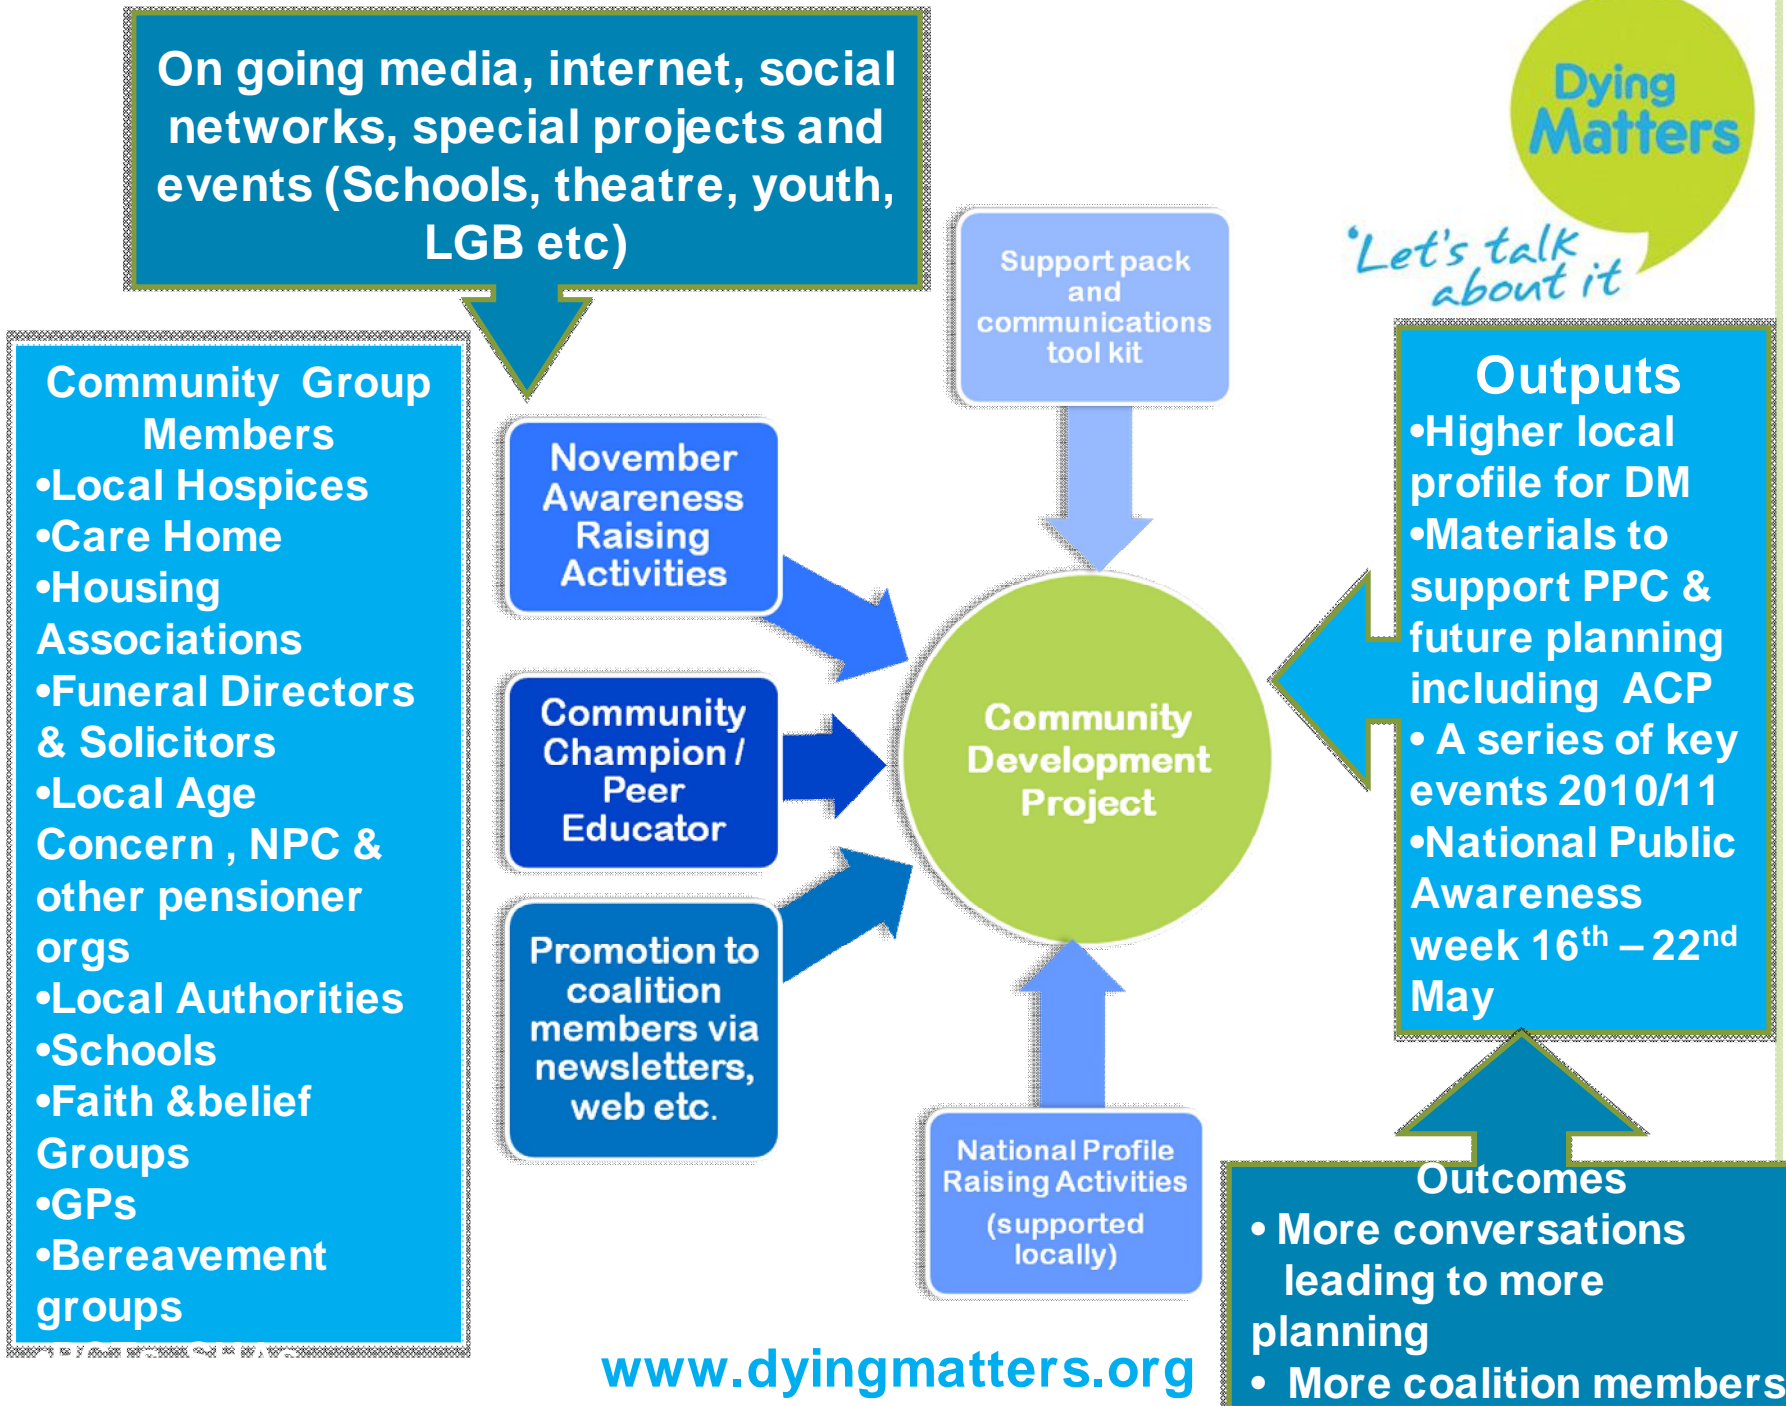 On going media, internet, social
networks, special projects and
events (Schools, theatre, youth,
LGB etc)
Dying
Matters
'Let's talk
about it
Community Group
Members
•Local Hospices
•Care Home
•Housing
Associations
•Funeral Directors
& Solicitors
•Local Age
Concern , NPC &
other pensioner
orgs
•Local Authorities
•Schools
•Faith &belief
Groups
•GPs
•Bereavement
groups
November
Awareness
Raising
Activities
Community
Champion /
Peer
Educator
Promotion to
coalition
members via
newsletters,
web etc.
Support pack
and
communications
tool kit
Community
Development
Project
National Profile
Raising Activities
(supported
locally)
Outputs
•Higher local
profile for DM
•Materials to
support PPC &
future planning
including ACP
• A series of key
events 2010/11
•National Public
Awareness
week 16th – 22nd
May
Outcomes
• More conversations
leading to more
planning
• More coalition members
www.dyingmatters.org